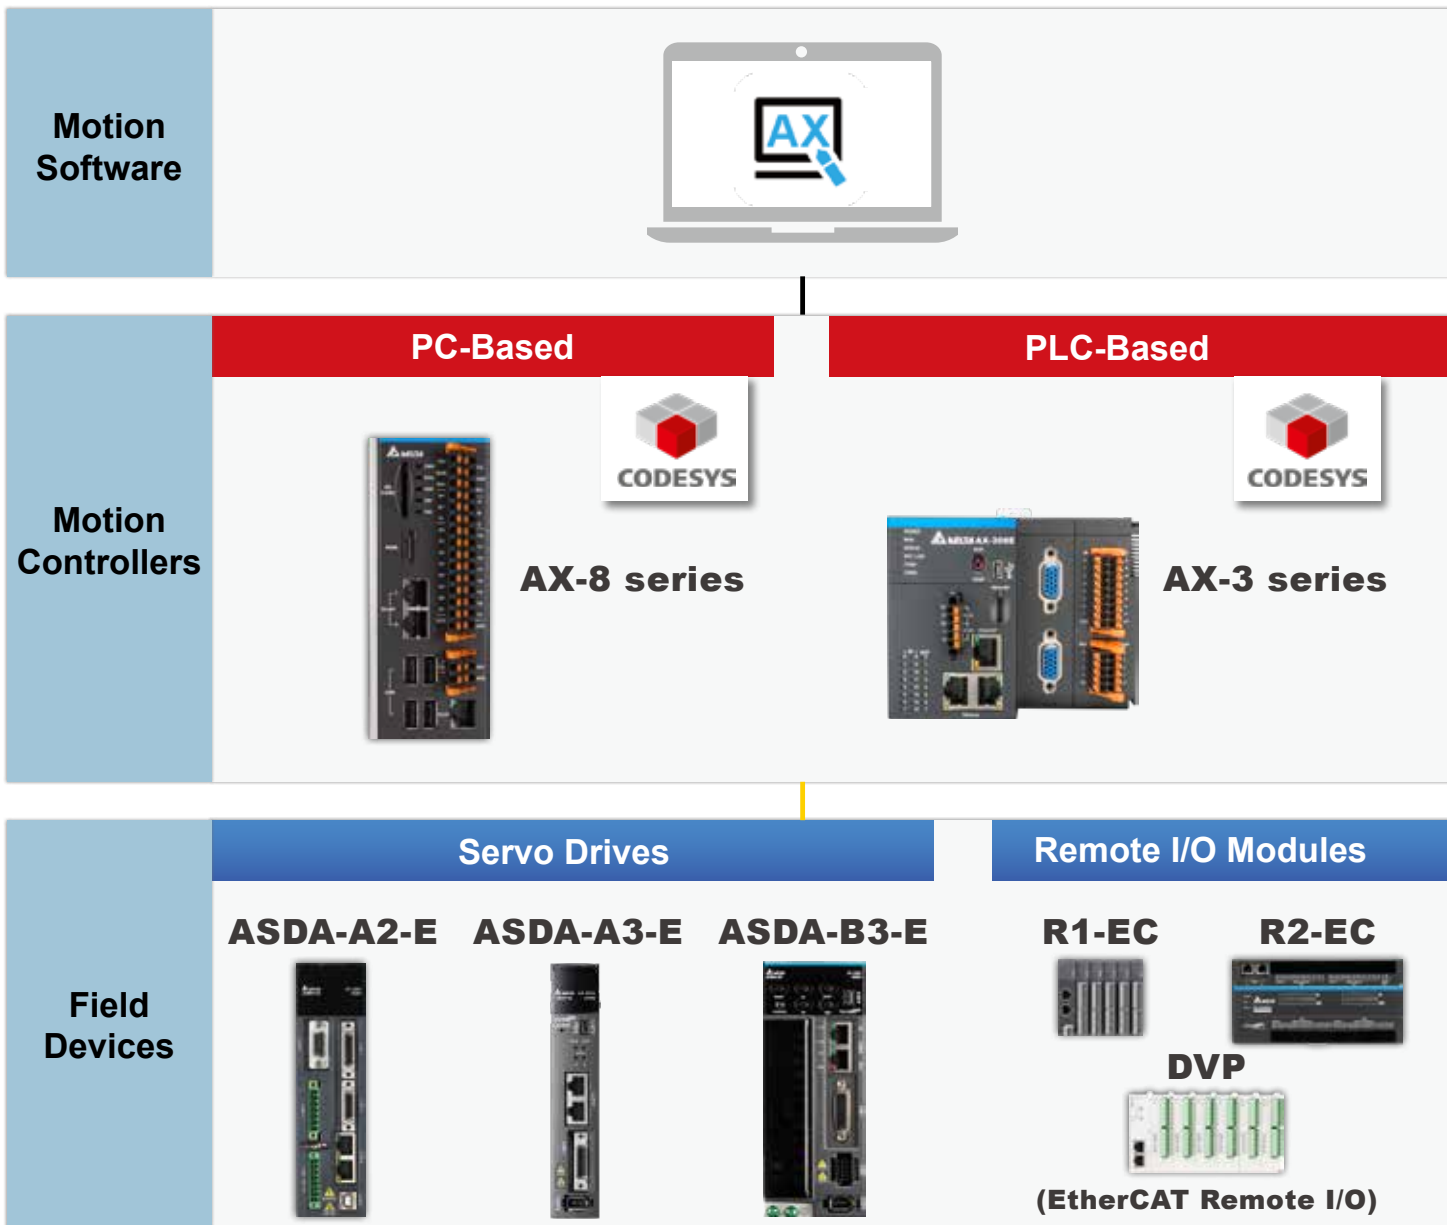 Motion
Software
AX
PC-Based
PLC-Based
CODESYS
CODESYS
Motion
Controllers
AX-8 series
AX-3 series
Servo Drives
Remote I/O Modules
ASDA-A2-E
ASDA-A3-E
ASDA-B3-E
R1-EC
R2-EC
Field
Devices
DVP
(EtherCAT Remote I/O)